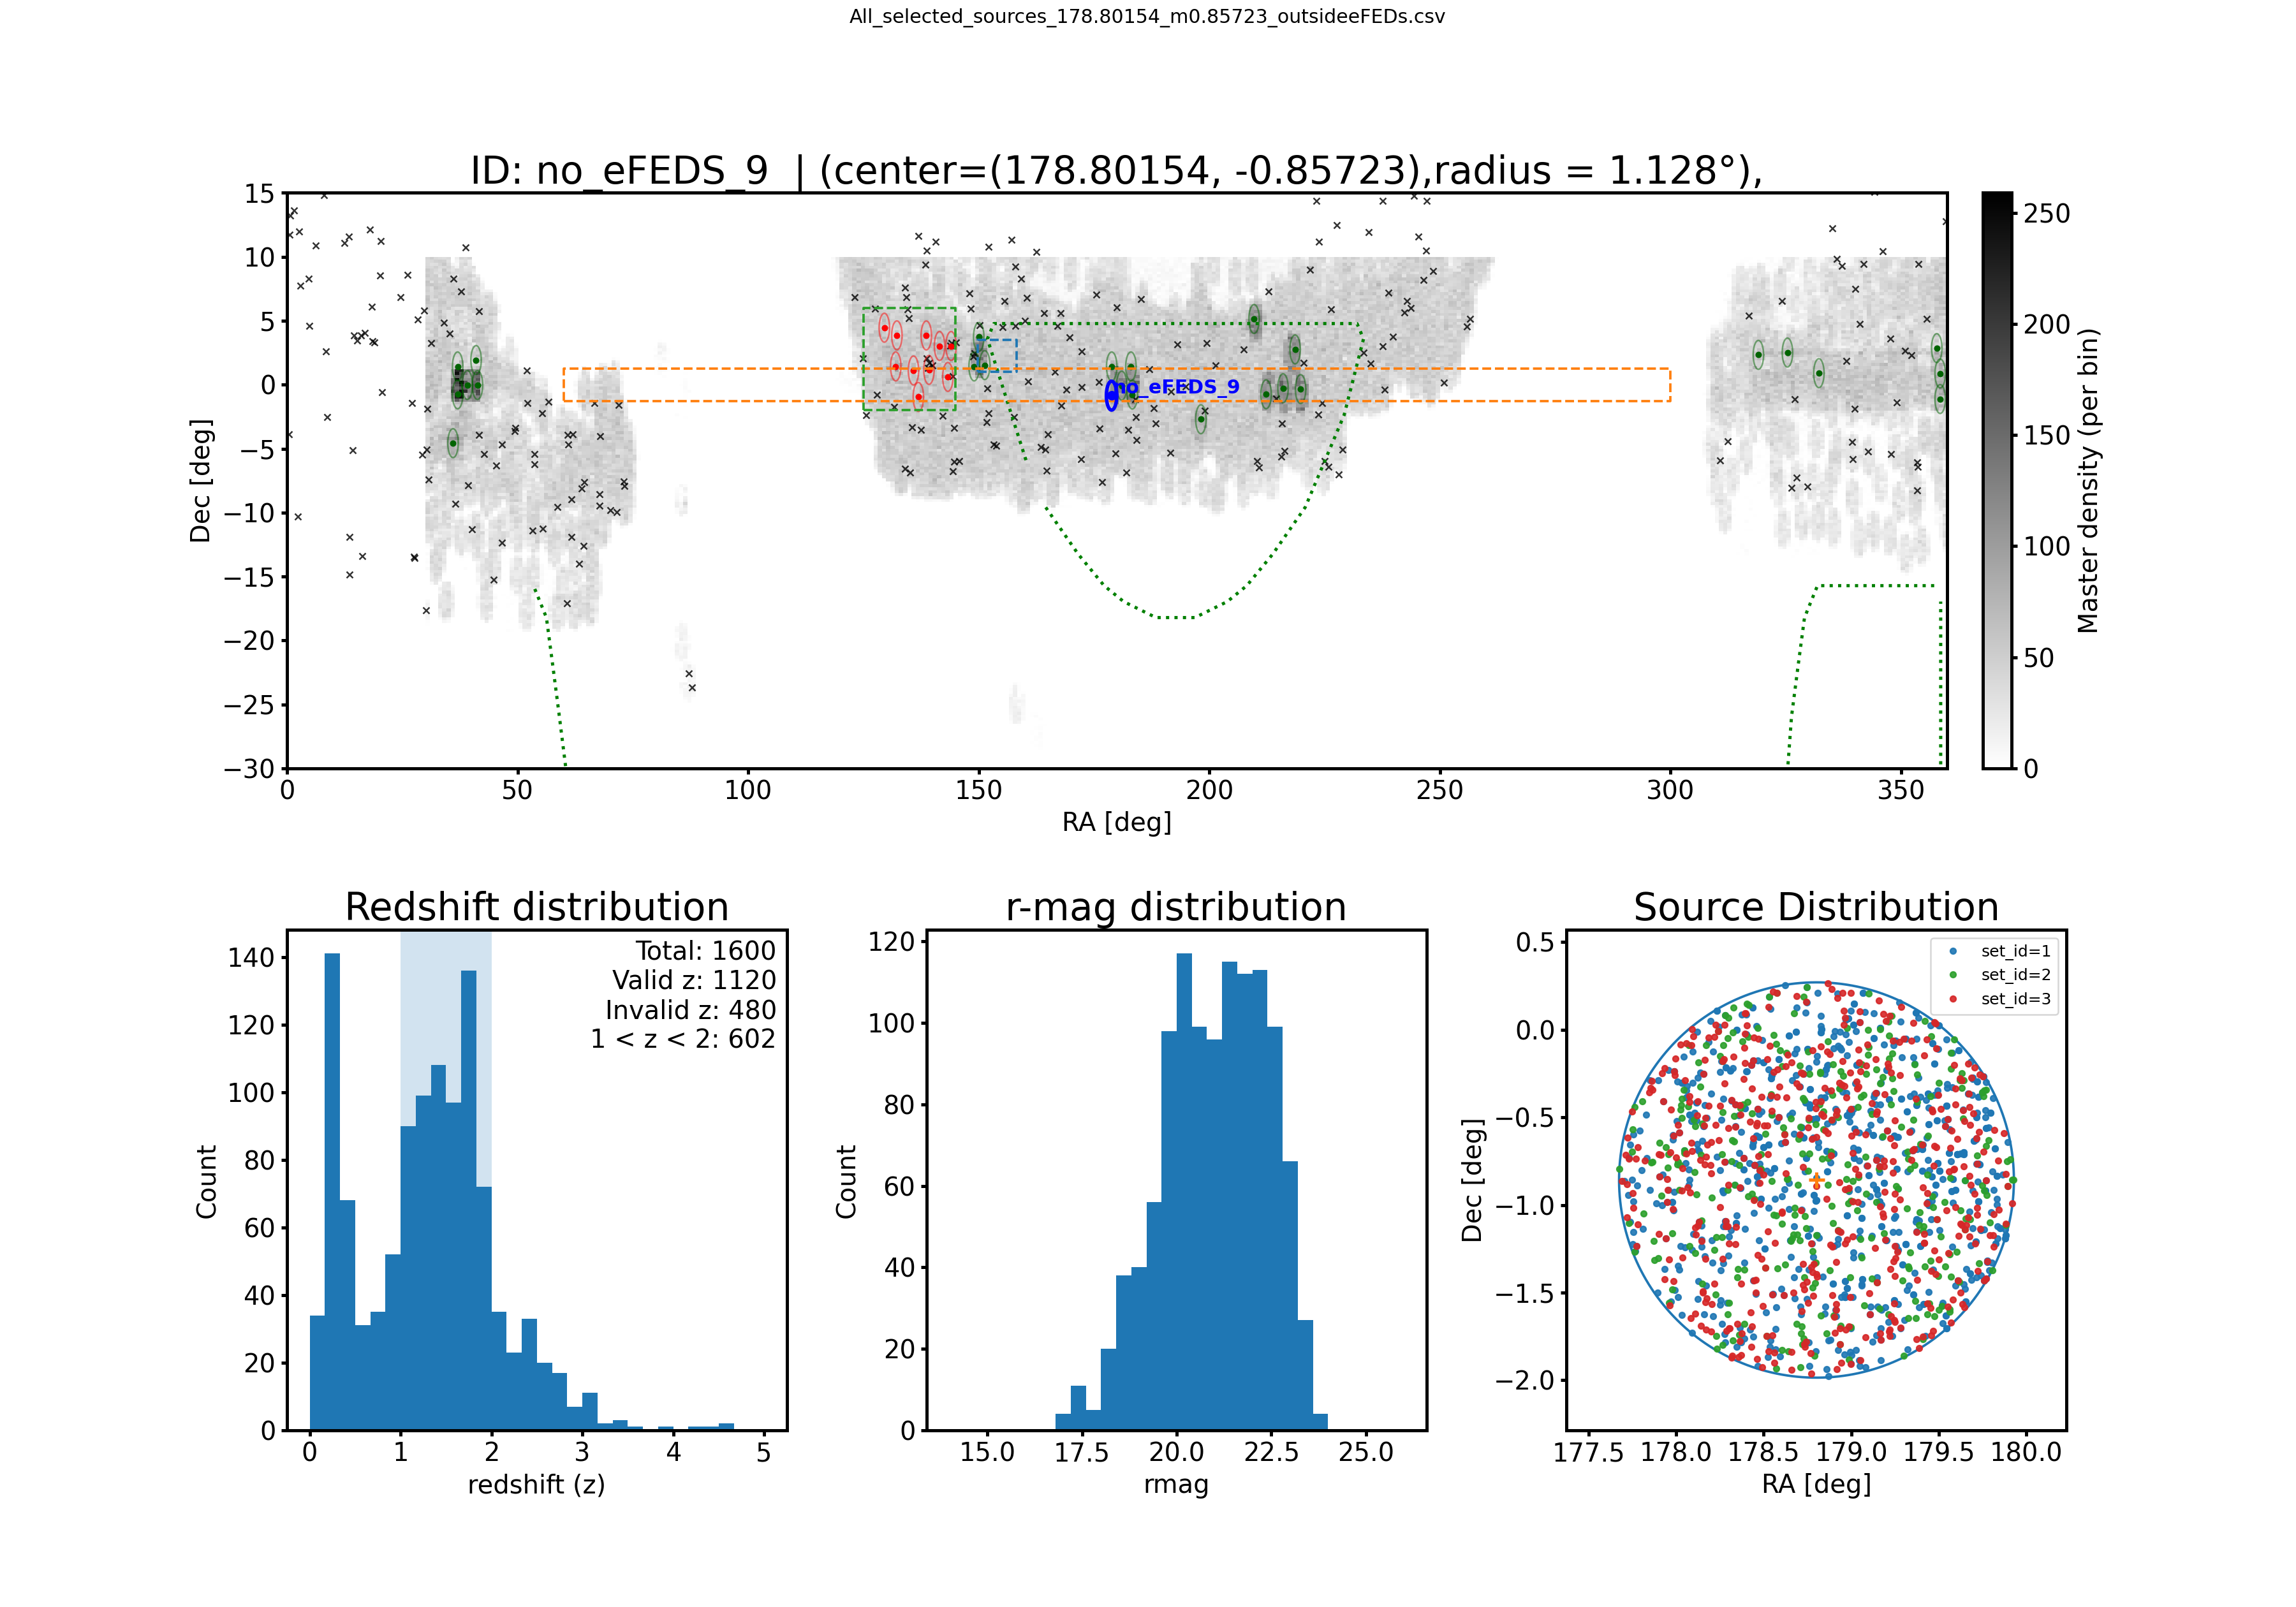 All_selected_sources_178.80154_m0.85723_outsideeFEDs.csv
ID: no_eFEDS_9 | (center=(178.80154, -0.85723),radius = 1.128°),
15
10
5
0
−5
−10
−15
−20
−25
−30
Dec [deg]
no_eFEDS_9
0 50 100 150 200 250 300 350
RA [deg]
250
200
150
100
50
0
Master density (per bin)
Redshift distribution
140
120
100
80
60
40
20
0
Count
Total: 1600
Valid z: 1120
Invalid z: 480
1 < z < 2: 602
0 1 2 3 4 5
redshift (z)
r-mag distribution
120
100
80
60
40
20
0
Count
15.0 17.5 20.0 22.5 25.0
rmag
Source Distribution
0.5
0.0
−0.5
−1.0
−1.5
−2.0
Dec [deg]
set_id=1
set_id=2
set_id=3
177.5 178.0 178.5 179.0 179.5 180.0
RA [deg]